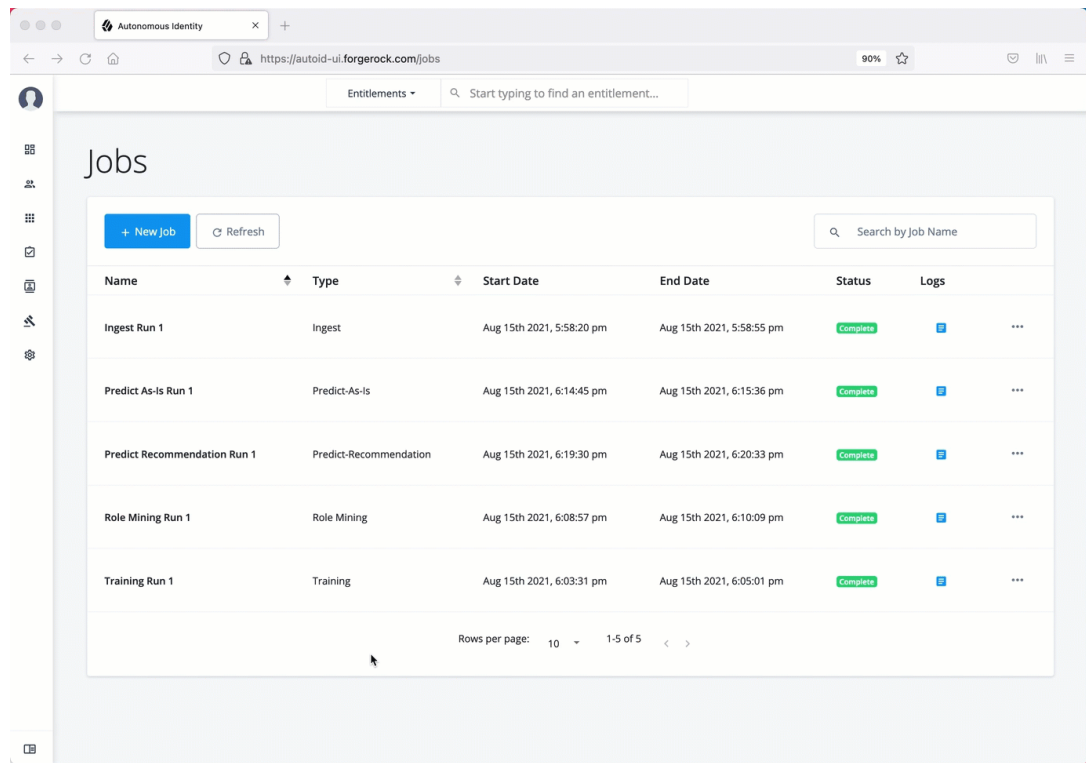 Autonomous Identity
https://autoid-ui.forgerock.com/jobs
90%
Entitlements
Start typing to find an entitlement...
Jobs
+ New Job
Refresh
Search by Job Name
Name Type Start Date End Date Status Logs
Ingest Run 1 Ingest Aug 15th 2021, 5:58:20 pm Aug 15th 2021, 5:58:55 pm Complete
Predict As-Is Run 1 Predict-As-Is Aug 15th 2021, 6:14:45 pm Aug 15th 2021, 6:15:36 pm Complete
Predict Recommendation Run 1 Predict-Recommendation Aug 15th 2021, 6:19:30 pm Aug 15th 2021, 6:20:33 pm Complete
Role Mining Run 1 Role Mining Aug 15th 2021, 6:08:57 pm Aug 15th 2021, 6:10:09 pm Complete
Training Run 1 Training Aug 15th 2021, 6:03:31 pm Aug 15th 2021, 6:05:01 pm Complete
Rows per page: 10 1-5 of 5